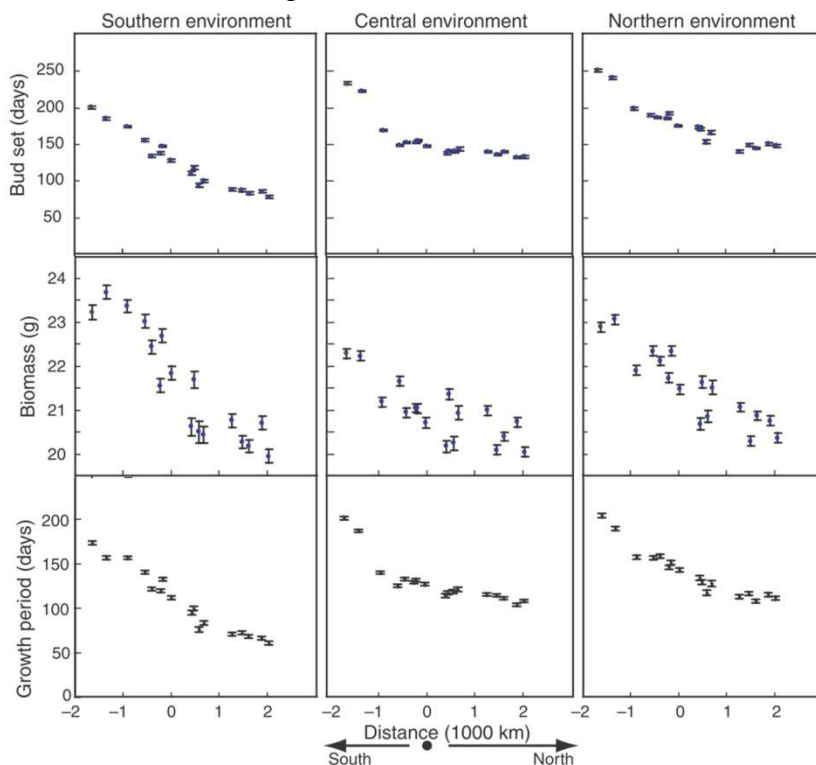 Southern environment
Central environment
Northern environment
Bud set (days)
250
200
150
100
50
Biomass (g)
24
23
22
21
20
Growth period (days)
200
150
100
50
0
–2 –1 0 1 2
–2 –1 0 1 2
–2 –1 0 1 2
Distance (1000 km)
South
North